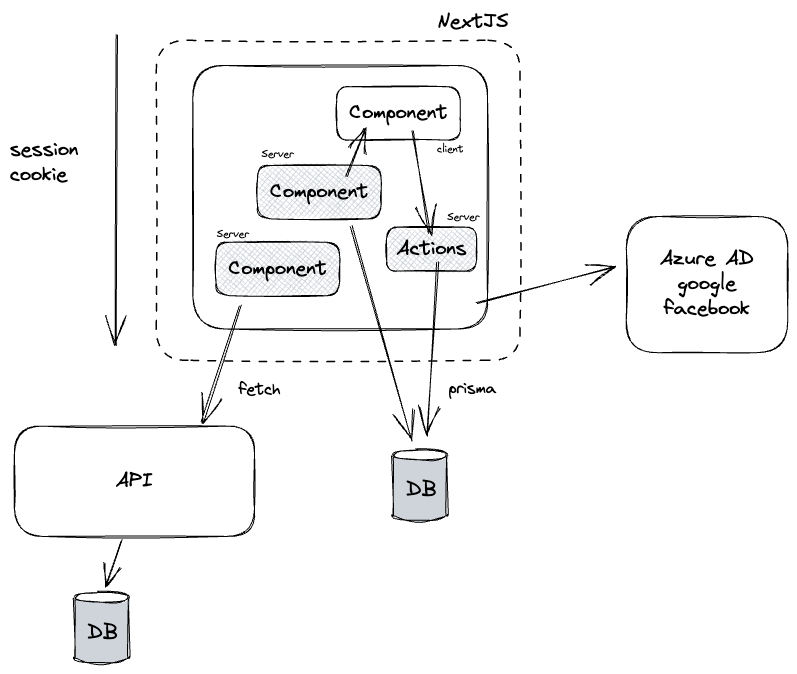 NextJS
session
cookie
Component
client
Server
Component
Server
Actions
Server
Component
Azure AD
google
facebook
fetch
prisma
API
DB
DB